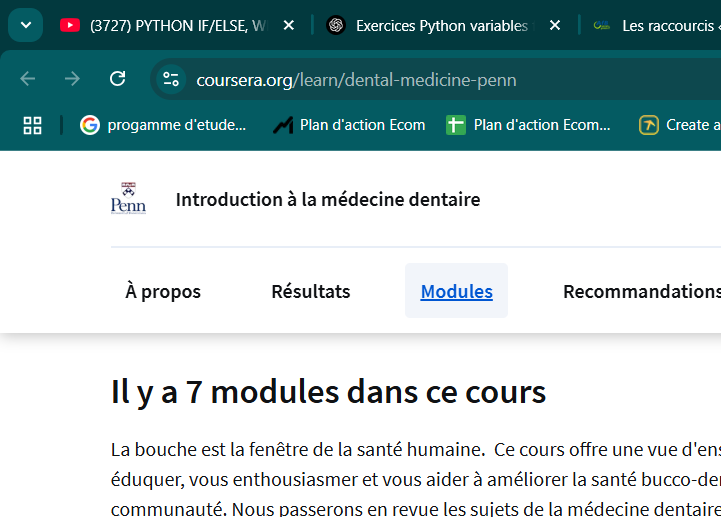 (3727) PYTHON IF/ELSE, W
Exercices Python variables
Les raccourcis
coursera.org/learn/dental-medicine-penn
progamme d'etude...
Plan d'action Ecom
Plan d'action Ecom...
Create a
Penn
Introduction à la médecine dentaire
À propos
Résultats
Modules
Recommandations
Il y a 7 modules dans ce cours
La bouche est la fenêtre de la santé humaine. Ce cours offre une vue d'ens
éduquer, vous enthousiasmer et vous aider à améliorer la santé bucco-den
communauté. Nous passerons en revue les sujets de la médecine dentaire